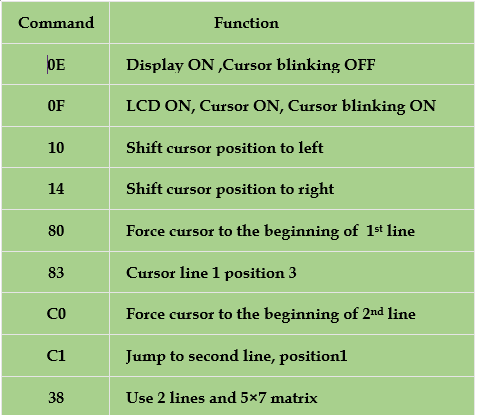 Command Function
0E Display ON ,Cursor blinking OFF
0F LCD ON, Cursor ON, Cursor blinking ON
10 Shift cursor position to left
14 Shift cursor position to right
80 Force cursor to the beginning of 1st line
83 Cursor line 1 position 3
C0 Force cursor to the beginning of 2nd line
C1 Jump to second line, position1
38 Use 2 lines and 5×7 matrix